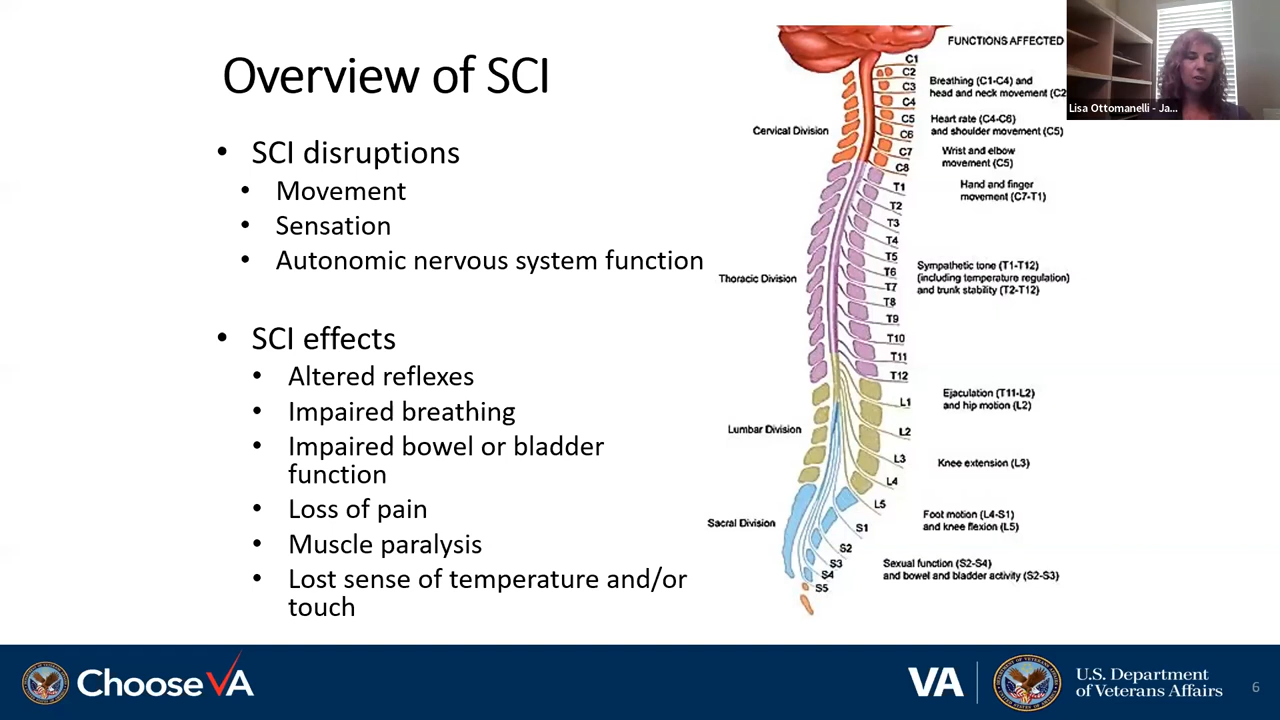 Overview of SCI
• SCI disruptions
• Movement
• Sensation
• Autonomic nervous system function
• SCI effects
• Altered reflexes
• Impaired breathing
• Impaired bowel or bladder
function
• Loss of pain
• Muscle paralysis
• Lost sense of temperature and/or
touch
FUNCTIONS AFFECTED
C1
C2
C3
C4
C5
C6
C7
C8
T1
T2
T3
T4
T5
T6
T7
T8
T9
T10
T11
T12
L1
L2
L3
L4
L5
S1
S2
S3
S4
S5
Cervical Division
Thoracic Division
Lumbar Division
Sacral Division
Breathing (C1-C4) and
head and neck movement (C2
Heart rate (C4-C6)
and shoulder movement (C5)
Wrist and elbow
movement (C5)
Hand and finger
movement (C7-T1)
Sympathetic tone (T1-T12)
(including temperature regulation)
and trunk stability (T2-T12)
Ejaculation (T11-L2)
and hip motion (L2)
Knee extension (L3)
Foot motion (L4-S1)
and knee flexion (L5)
Sexual function (S2-S4)
and bowel and bladder activity (S2-S3)
Lisa Ottomanelli - Ja...
Choose VA
VA
U.S. Department
of Veterans Affairs
6